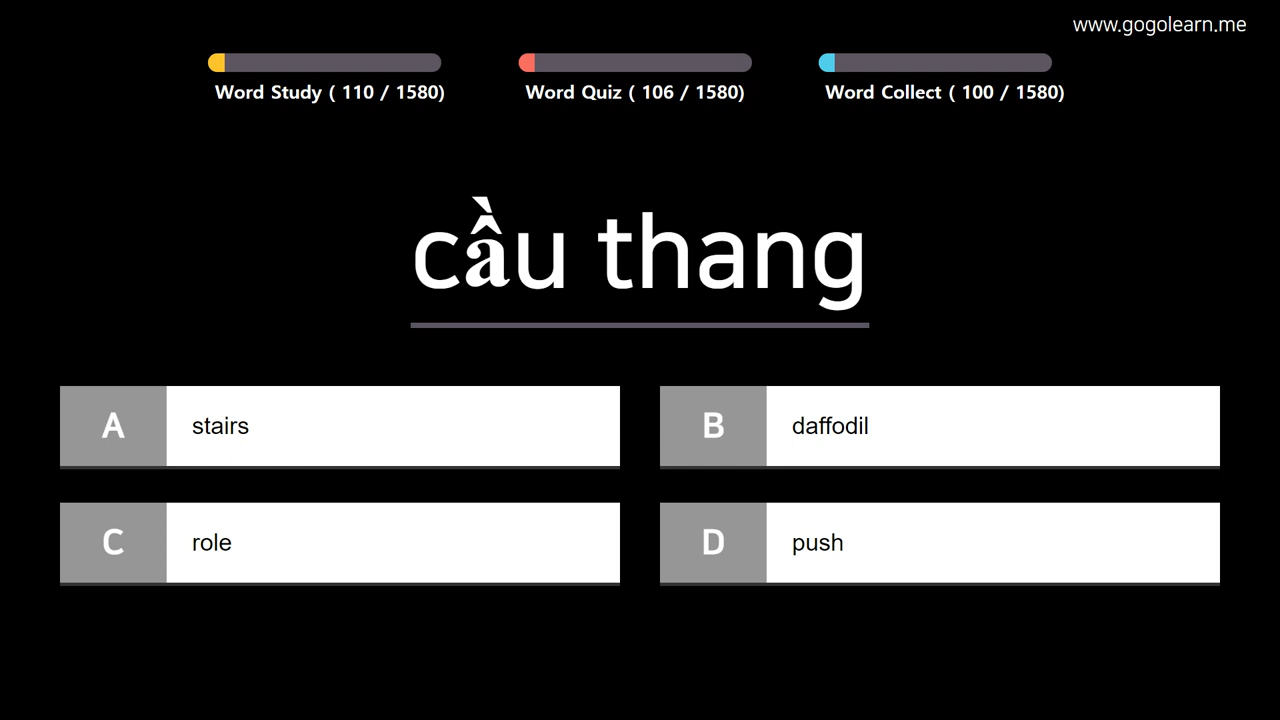 www.gogolearn.me
Word Study ( 110 / 1580)
Word Quiz ( 106 / 1580)
Word Collect ( 100 / 1580)
cầu thang
A stairs
B daffodil
C role
D push